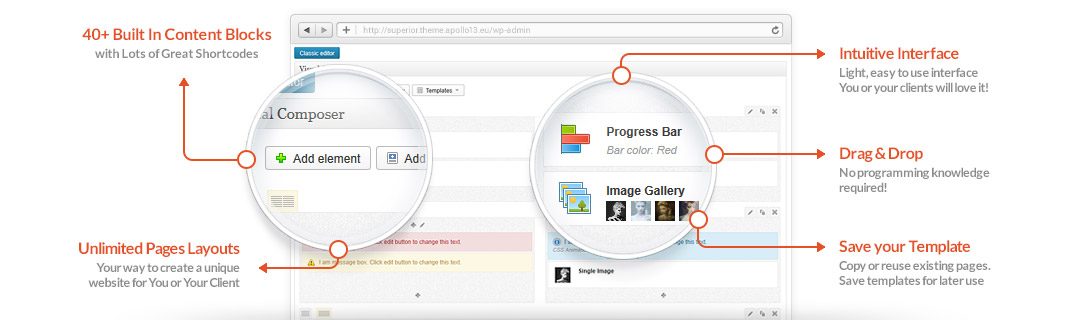 40+ Built In Content Blocks
with Lots of Great Shortcodes
http://superior.theme.apollo13.eu/wp-admin
Classic editor
Templates
al Composer
Add element
Add
Unlimited Pages Layouts
Your way to create a unique
website for You or Your Client
Click edit button to change this text.
I am message box. Click edit button to change this text.
Progress Bar
Bar color: Red
Image Gallery
change this text.
Single Image
Intuitive Interface
Light, easy to use interface
You or your clients will love it!
Drag & Drop
No programming knowledge
required!
Save your Template
Copy or reuse existing pages.
Save templates for later use